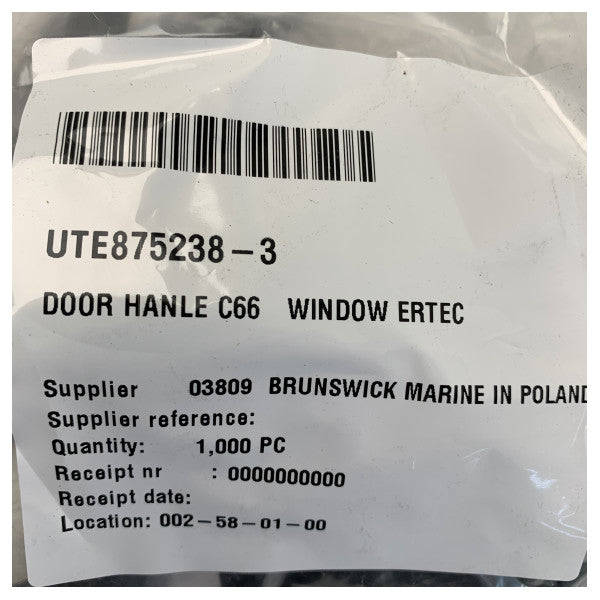 UTE875238-3
DOOR HANLE C66 WINDOW ERTEC
Supplier 03809 BRUNSWICK MARINE IN POLAND
Supplier reference:
Quantity: 1,000 PC
Receipt nr : 0000000000
Receipt date:
Location: 002-58-01-00